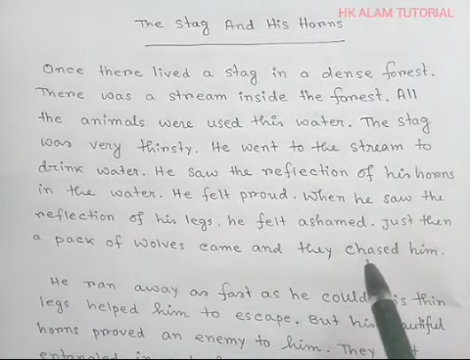 HK ALAM TUTORIAL
The Stag And His Horns
Once there lived a stag in a dense forest.
There was a stream inside the forest. All
the animals were used this water. The stag
was very thirsty. He went to the stream to
drink water. He saw the reflection of his horns
in the water. He felt proud. When he saw the
reflection of his legs, he felt ashamed. Just then
a pack of wolves came and they chased him.
He ran away as fast as he could. is thin
legs helped him to escape. But his
horns proved an enemy to him. They
entangled